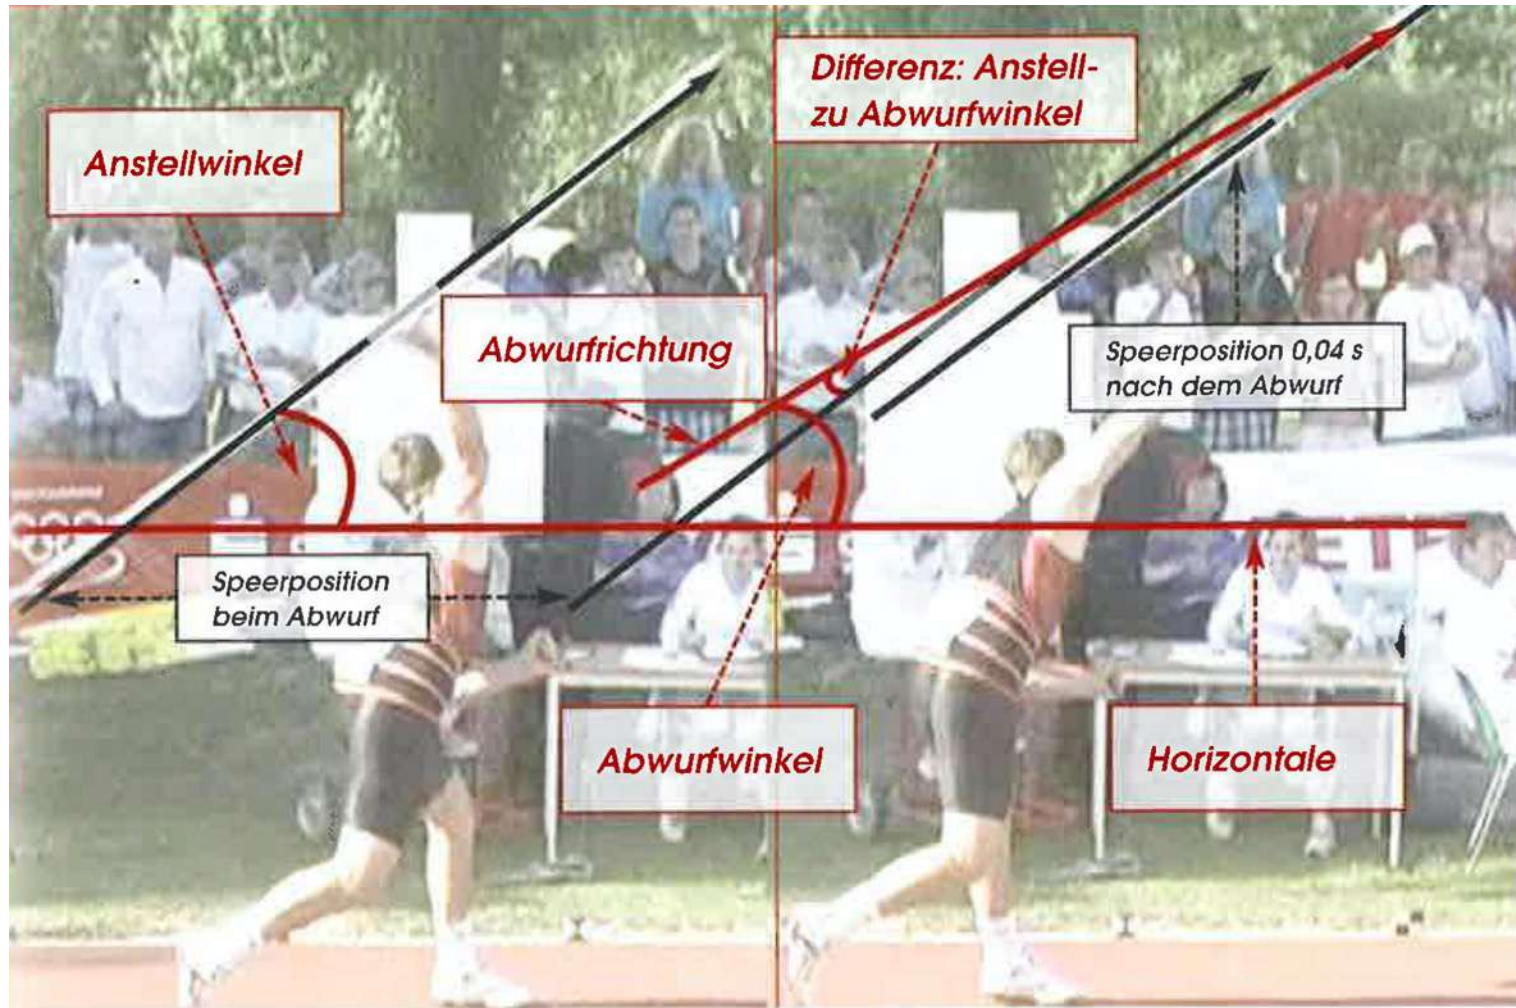 Differenz: Anstell-
zu Abwurfwinkel
Anstellwinkel
Abwurfrichtung
Speerposition 0,04 s
nach dem Abwurf
Speerposition
beim Abwurf
Abwurfwinkel
Horizontale